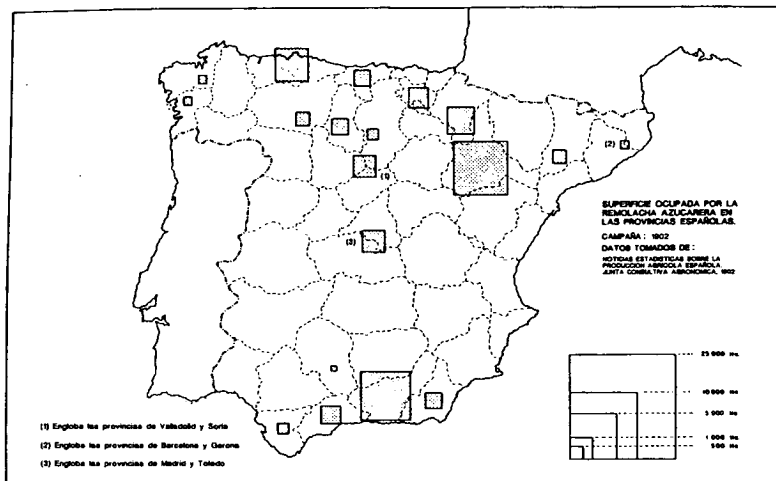 (1)
(2)
(3)
SUPERFICIE OCUPADA POR LA
REMOLACHA AZUCARERA EN
LAS PROVINCIAS ESPAÑOLAS.
CAMPAÑA: 1902
DATOS TOMADOS DE:
NOTICIAS ESTADISTICAS SOBRE LA
PRODUCCION AGRICOLA ESPAÑOLA.
JUNTA CONSULTIVA AGRONOMICA, 1902
25 000 Ha.
10 000 Ha.
5 000 Ha.
1 000 Ha.
500 Ha.
(1) Engloba las provincias de Valladolid y Soria
(2) Engloba las provincias de Barcelona y Gerona
(3) Engloba las provincias de Madrid y Toledo